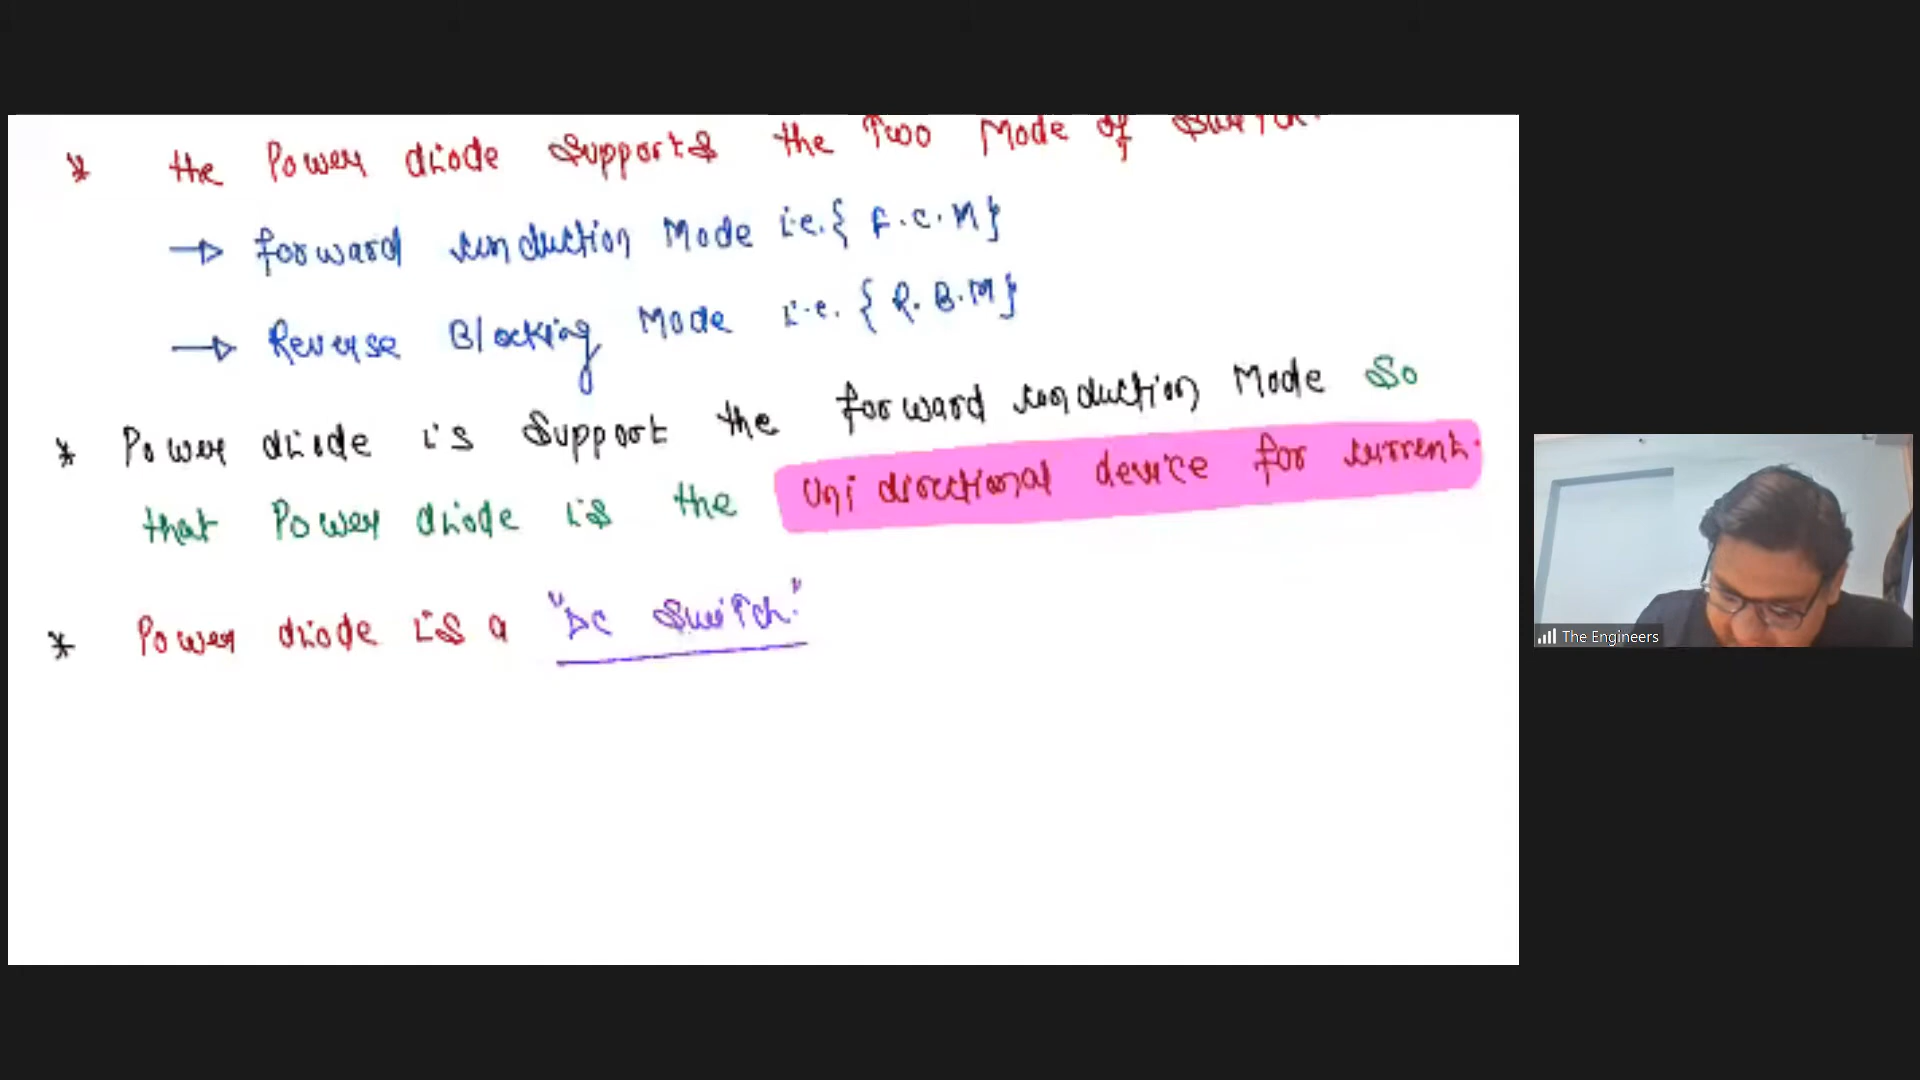 * the Power diode Supports the Two Mode of Switch.
→ forward conduction Mode i.e. { F.C.M }
→ Reverse Blocking Mode i.e. { R.B.M }
* Power diode is Support the forward conduction Mode So
that Power diode is the Uni directional device for current.
* Power diode is a "DC Switch."
The Engineers